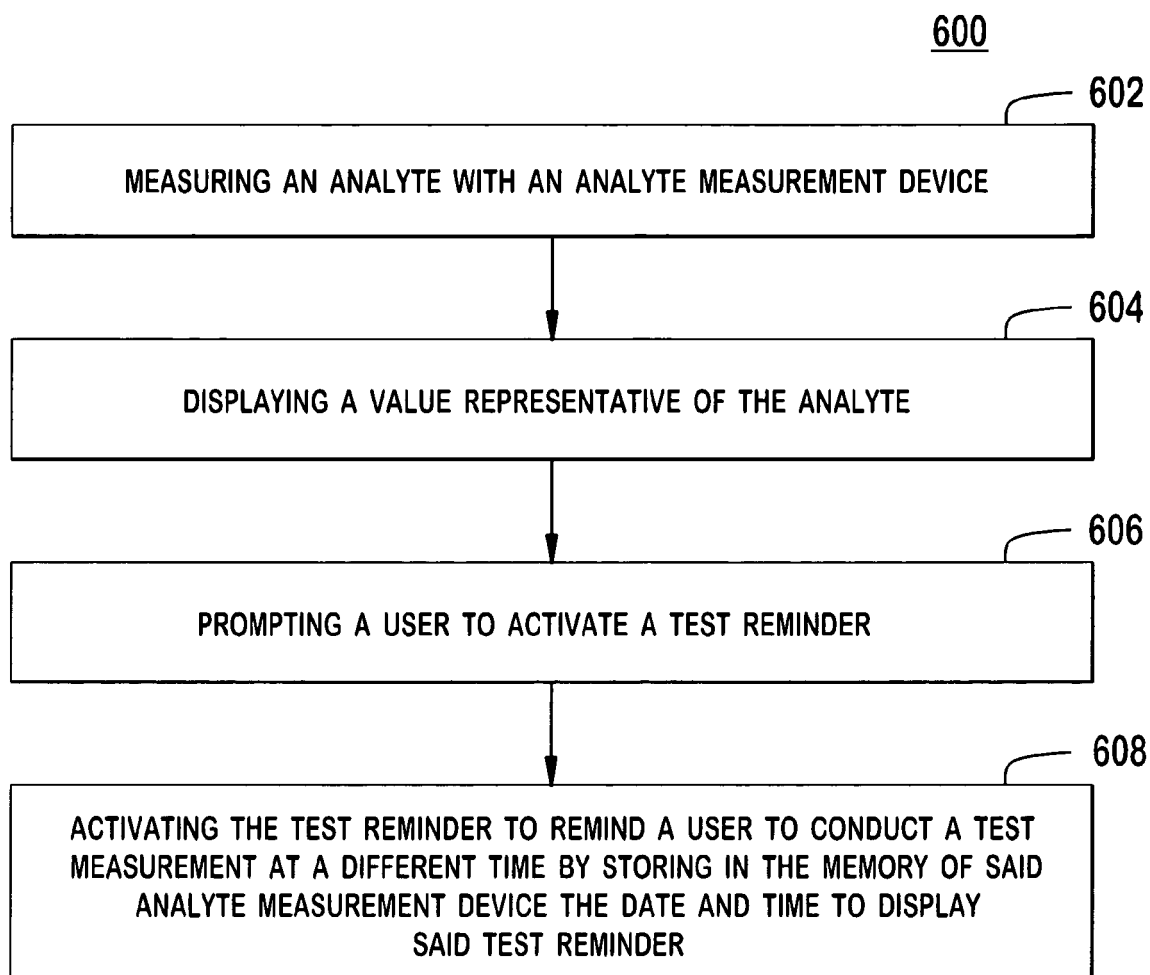 600
602
MEASURING AN ANALYTE WITH AN ANALYTE MEASUREMENT DEVICE
604
DISPLAYING A VALUE REPRESENTATIVE OF THE ANALYTE
606
PROMPTING A USER TO ACTIVATE A TEST REMINDER
608
ACTIVATING THE TEST REMINDER TO REMIND A USER TO CONDUCT A TEST
MEASUREMENT AT A DIFFERENT TIME BY STORING IN THE MEMORY OF SAID
ANALYTE MEASUREMENT DEVICE THE DATE AND TIME TO DISPLAY
SAID TEST REMINDER